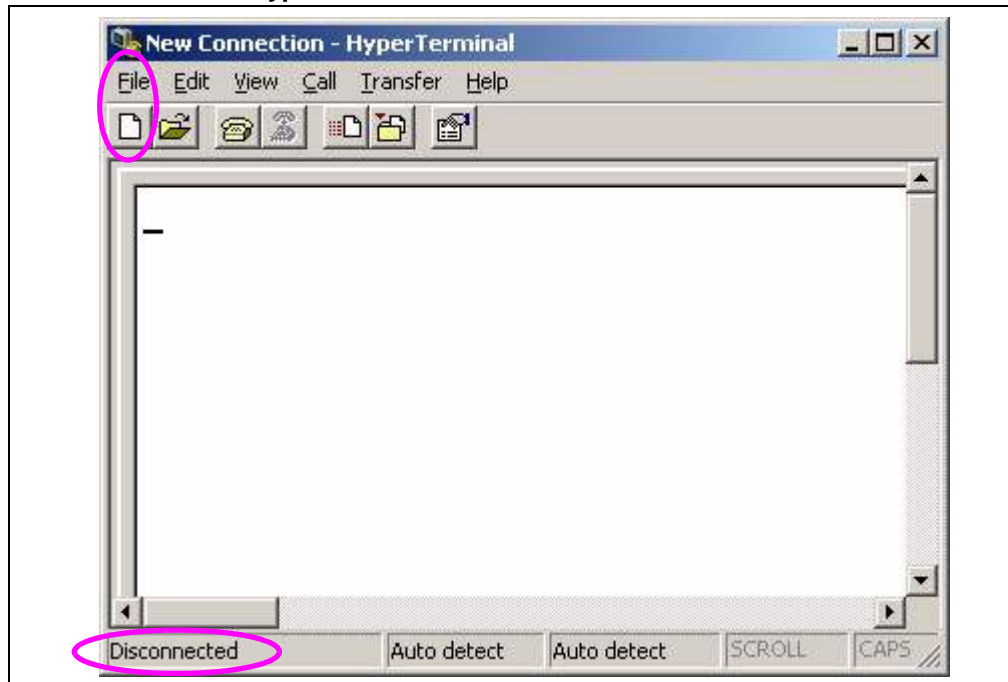 New Connection - HyperTerminal
File Edit View Call Transfer Help
Disconnected Auto detect Auto detect SCROLL CAPS